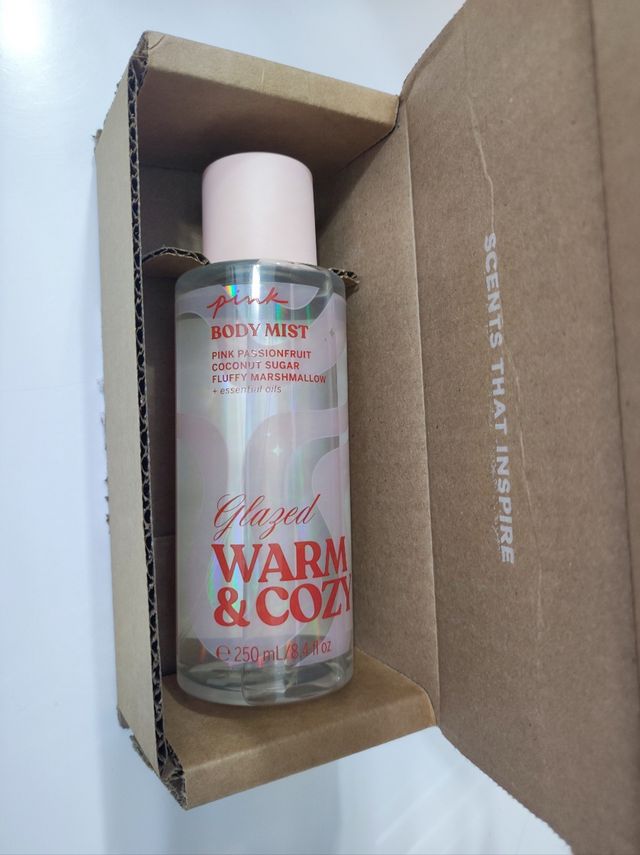 pink
BODY MIST
PINK PASSIONFRUIT
COCONUT SUGAR
FLUFFY MARSHMALLOW
+ essential oils
Glazed
WARM
& COZY
℮ 250 mL/8.4 fl oz
SCENTS THAT INSPIRE